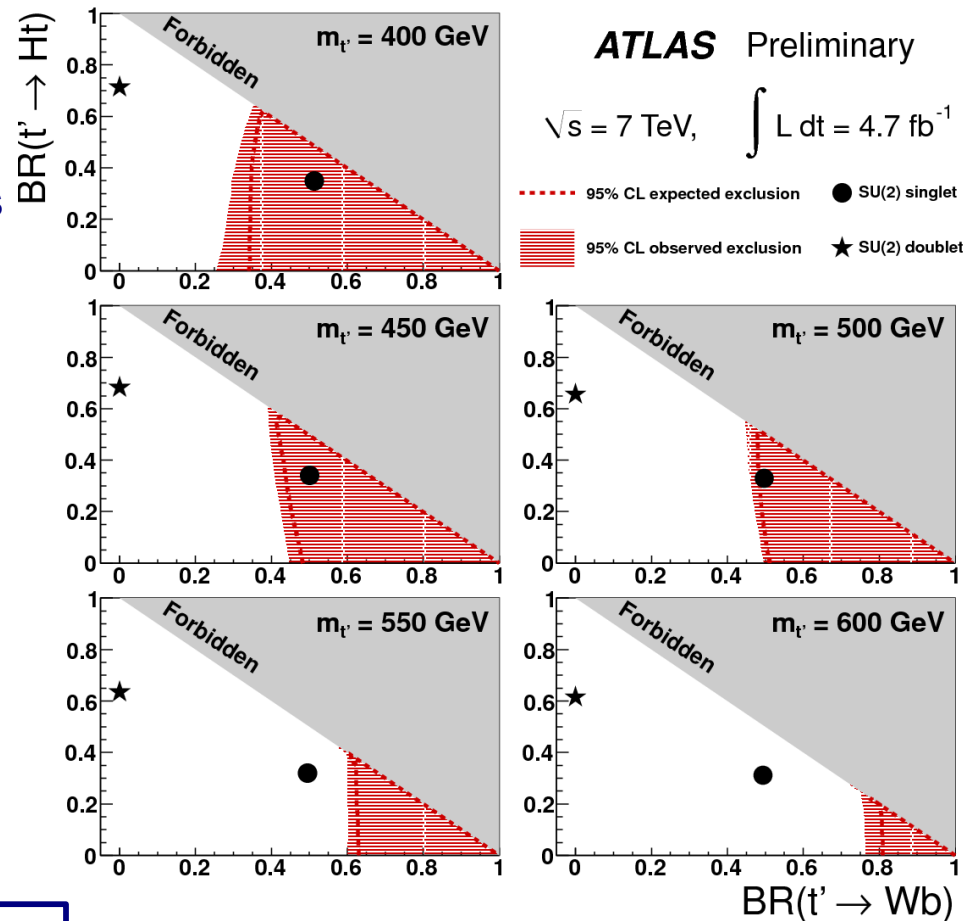 BR(t' → Ht)
m_t' = 400 GeV
Forbidden
1
0.8
0.6
0.4
0.2
0
0 0.2 0.4 0.6 0.8 1
ATLAS Preliminary
√s = 7 TeV, ∫ L dt = 4.7 fb⁻¹
95% CL expected exclusion
SU(2) singlet
95% CL observed exclusion
SU(2) doublet
m_t' = 450 GeV
Forbidden
1
0.8
0.6
0.4
0.2
0
0 0.2 0.4 0.6 0.8 1
m_t' = 500 GeV
Forbidden
1
0.8
0.6
0.4
0.2
0
0 0.2 0.4 0.6 0.8 1
m_t' = 550 GeV
Forbidden
1
0.8
0.6
0.4
0.2
0
0 0.2 0.4 0.6 0.8 1
m_t' = 600 GeV
Forbidden
1
0.8
0.6
0.4
0.2
0
0 0.2 0.4 0.6 0.8 1
BR(t' → Wb)